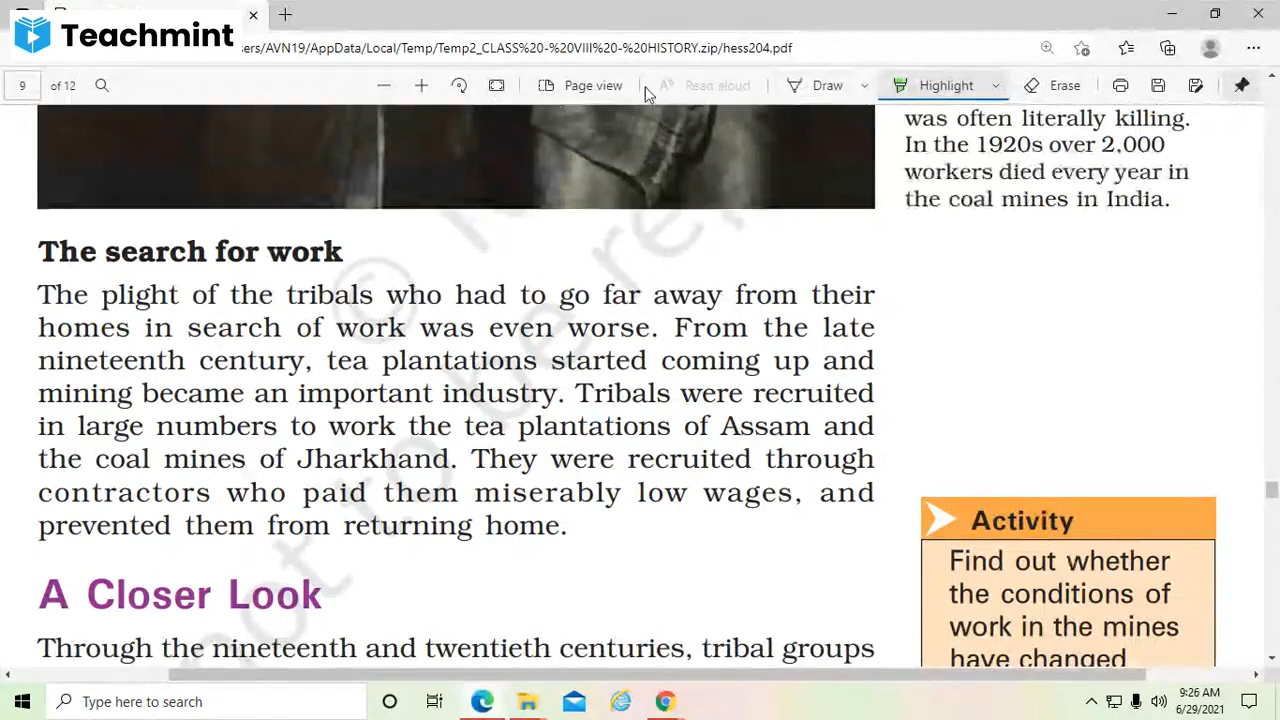 Teachmint
ers/AVN19/AppData/Local/Temp/Temp2_CLASS%20-%20VIII%20-%20HISTORY.zip/hess204.pdf
9 of 12
Page view
Read aloud
Draw
Highlight
Erase
was often literally killing.
In the 1920s over 2,000
workers died every year in
the coal mines in India.
The search for work
The plight of the tribals who had to go far away from their
homes in search of work was even worse. From the late
nineteenth century, tea plantations started coming up and
mining became an important industry. Tribals were recruited
in large numbers to work the tea plantations of Assam and
the coal mines of Jharkhand. They were recruited through
contractors who paid them miserably low wages, and
prevented them from returning home.
A Closer Look
Through the nineteenth and twentieth centuries, tribal groups
Activity
Find out whether
the conditions of
work in the mines
have changed
not to be re
Type here to search
9:26 AM
6/29/2021